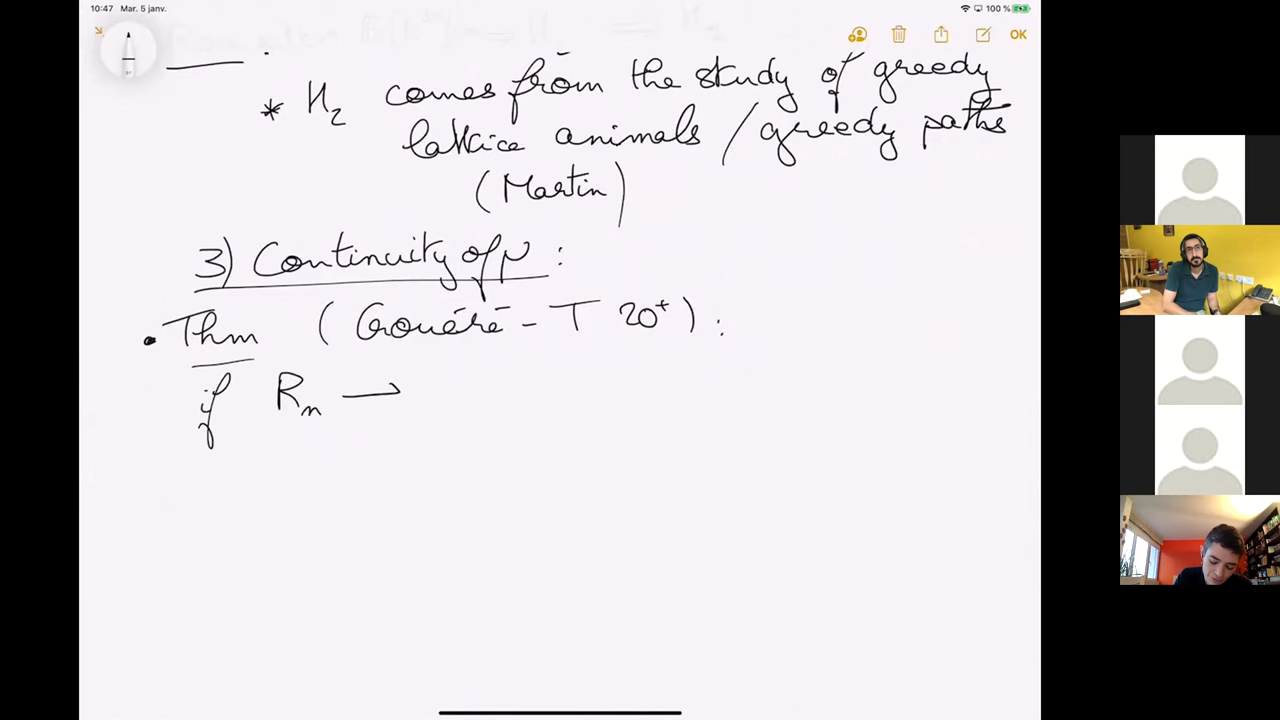 10:47 Mar. 5 janv.
100 %
OK
* H₂ comes from the study of greedy
lattice animals / greedy paths
(Martin)
3) Continuity of μ :
• Thm (Gouéré - T 20⁺) :
if Rₙ →